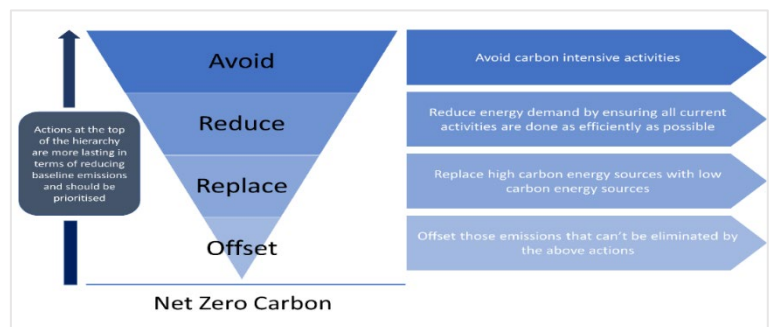 Avoid
Avoid carbon intensive activities
Reduce
Reduce energy demand by ensuring all current
activities are done as efficiently as possible
Actions at the top
of the hierarchy
are more lasting in
terms of reducing
baseline emissions
and should be
prioritised
Replace
Replace high carbon energy sources with low
carbon energy sources
Offset
Offset those emissions that can't be eliminated by
the above actions
Net Zero Carbon